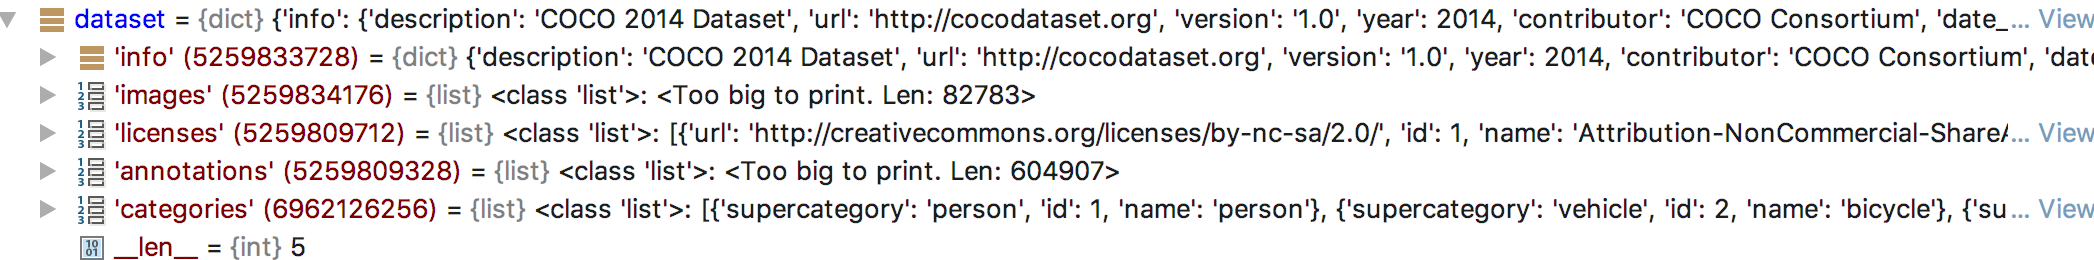 dataset = {dict} {'info': {'description': 'COCO 2014 Dataset', 'url': 'http://cocodataset.org', 'version': '1.0', 'year': 2014, 'contributor': 'COCO Consortium', 'date_... View
'info' (5259833728) = {dict} {'description': 'COCO 2014 Dataset', 'url': 'http://cocodataset.org', 'version': '1.0', 'year': 2014, 'contributor': 'COCO Consortium', 'date
'images' (5259834176) = {list} <class 'list'>: <Too big to print. Len: 82783>
'licenses' (5259809712) = {list} <class 'list'>: [{'url': 'http://creativecommons.org/licenses/by-nc-sa/2.0/', 'id': 1, 'name': 'Attribution-NonCommercial-ShareA... View
'annotations' (5259809328) = {list} <class 'list'>: <Too big to print. Len: 604907>
'categories' (6962126256) = {list} <class 'list'>: [{'supercategory': 'person', 'id': 1, 'name': 'person'}, {'supercategory': 'vehicle', 'id': 2, 'name': 'bicycle'}, {'su... View
__len__ = {int} 5